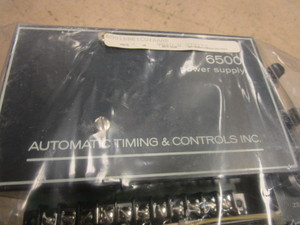 6500
power supply
AUTOMATIC TIMING & CONTROLS INC.